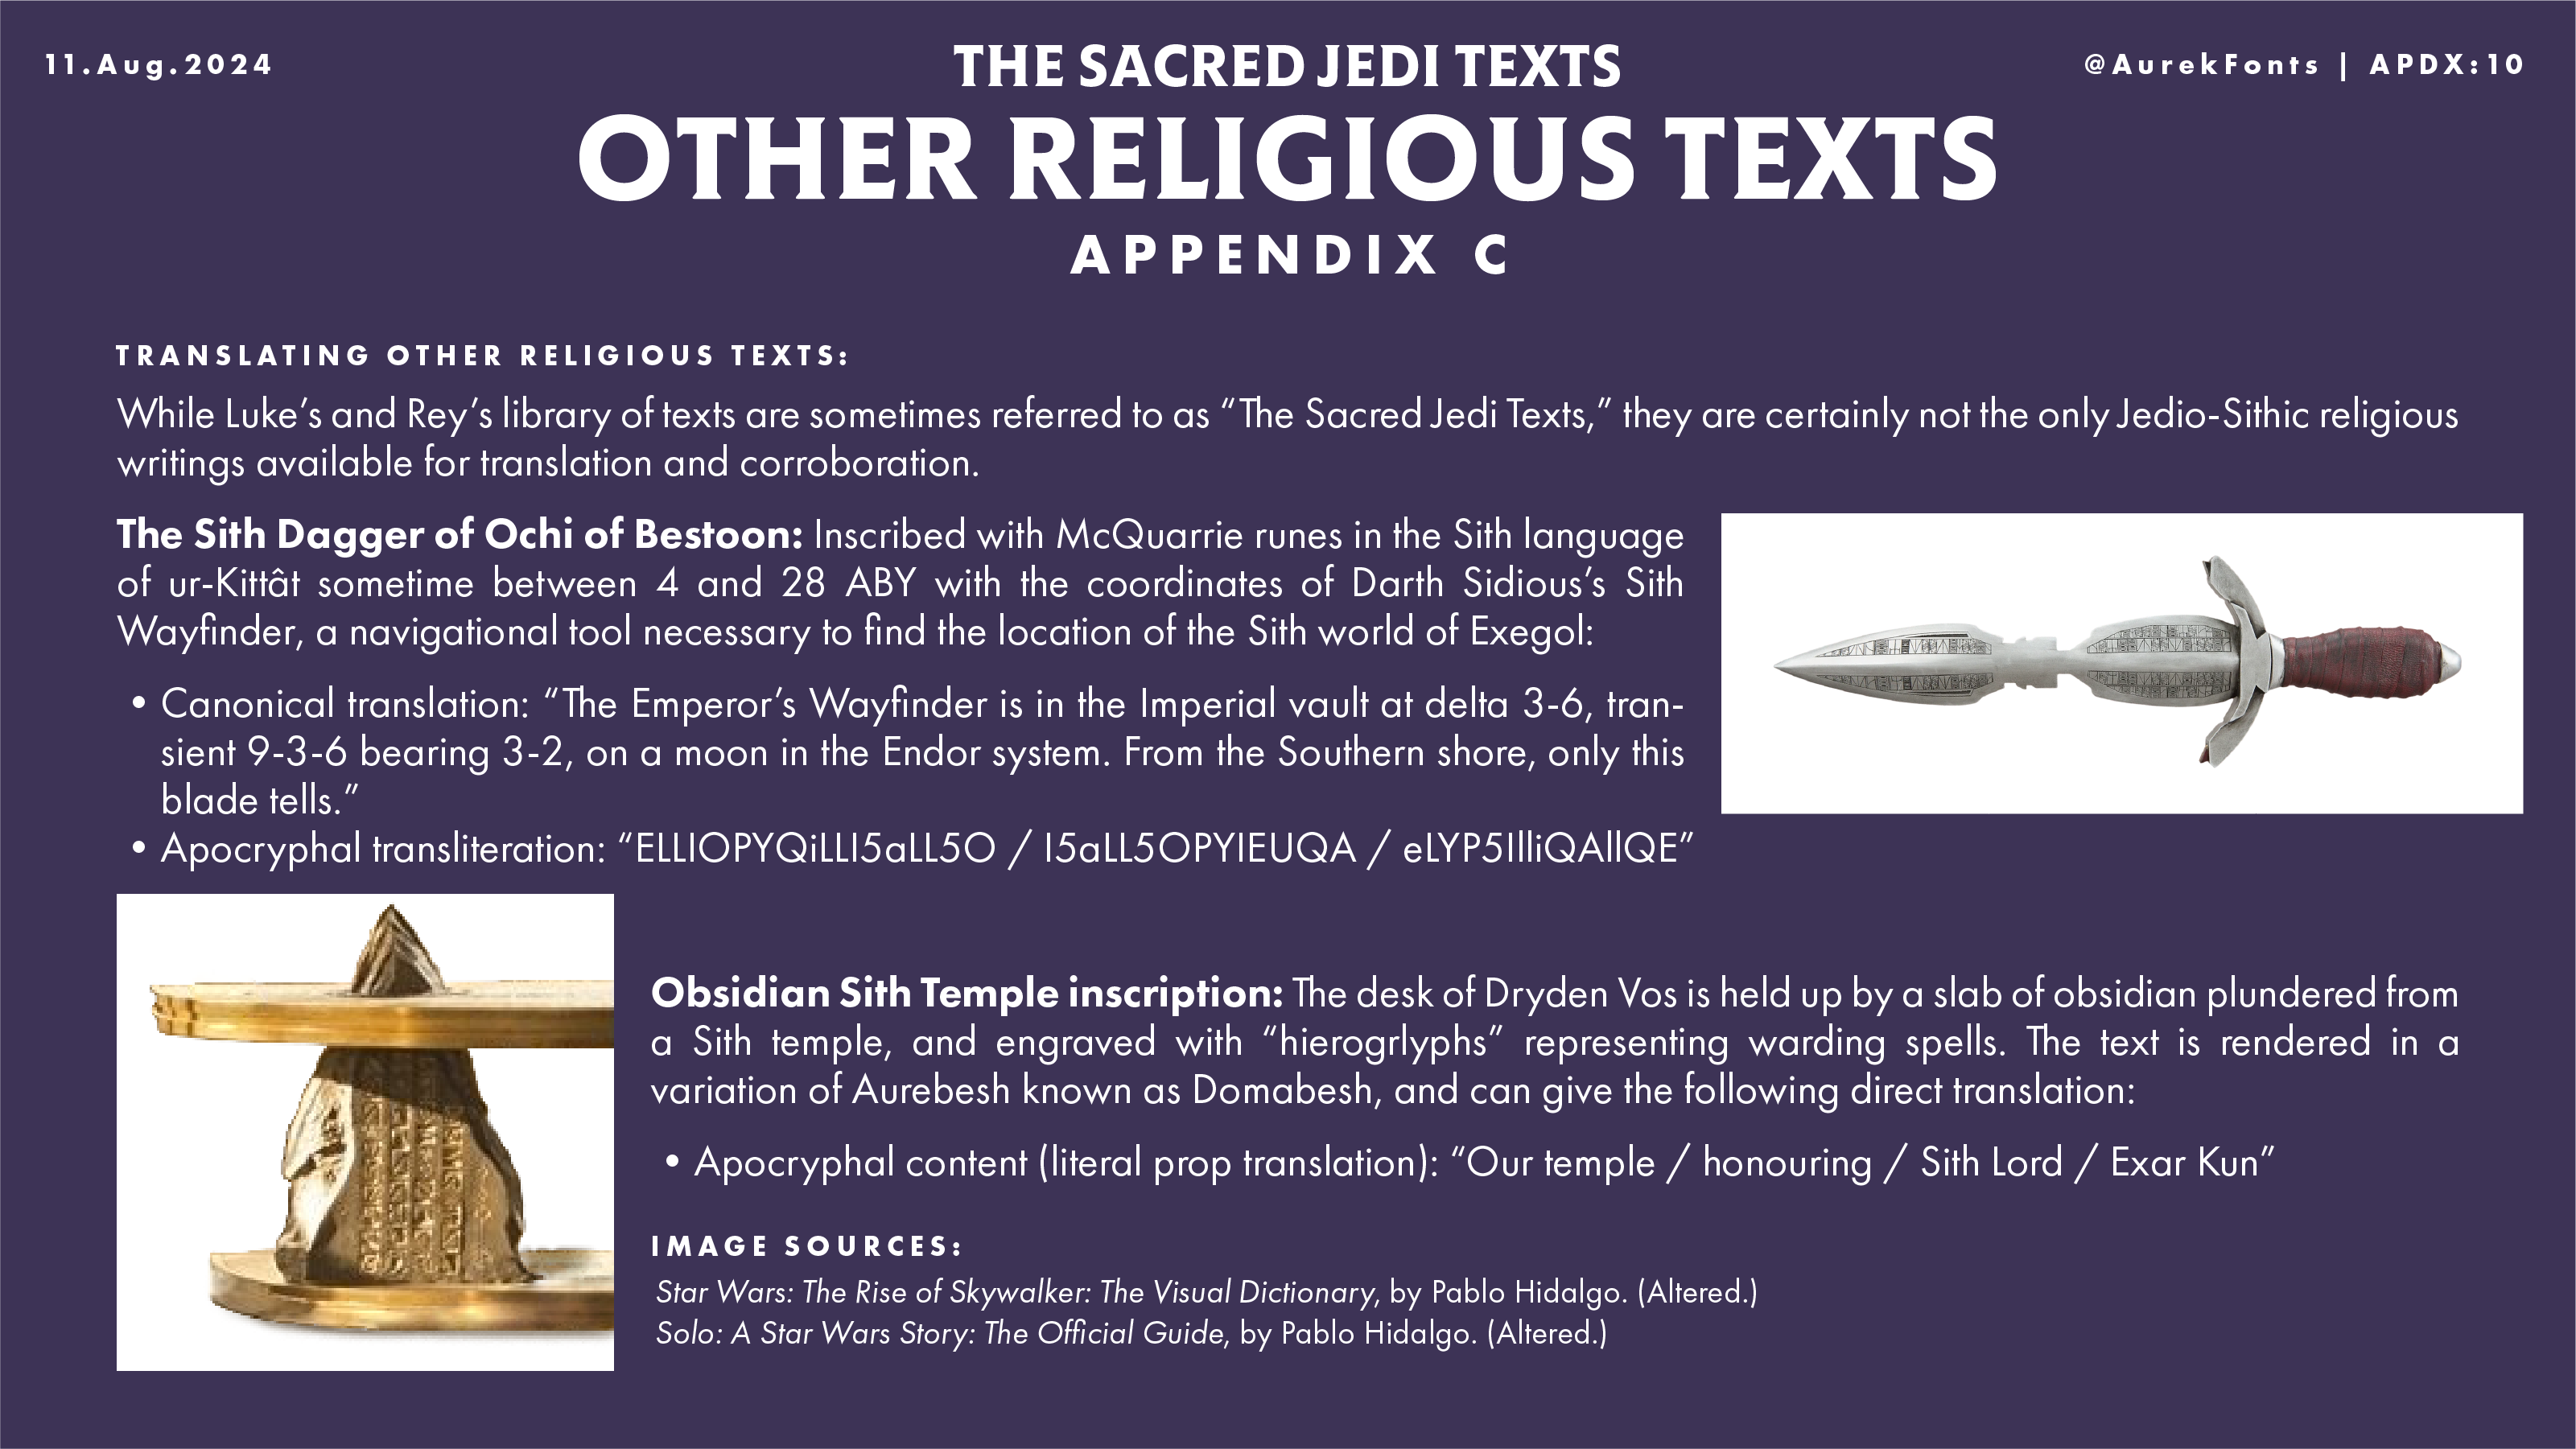 11.Aug.2024
THE SACRED JEDI TEXTS
@AurekFonts | APDX:10
OTHER RELIGIOUS TEXTS
APPENDIX C
TRANSLATING OTHER RELIGIOUS TEXTS:
While Luke’s and Rey’s library of texts are sometimes referred to as “The Sacred Jedi Texts,” they are certainly not the only Jedio-Sithic religious
writings available for translation and corroboration.
The Sith Dagger of Ochi of Bestoon: Inscribed with McQuarrie runes in the Sith language
of ur-Kittât sometime between 4 and 28 ABY with the coordinates of Darth Sidious’s Sith
Wayfinder, a navigational tool necessary to find the location of the Sith world of Exegol:
• Canonical translation: “The Emperor’s Wayfinder is in the Imperial vault at delta 3-6, tran-
sient 9-3-6 bearing 3-2, on a moon in the Endor system. From the Southern shore, only this
blade tells.”
• Apocryphal transliteration: “ELLIOPYQiLLI5aLL5O / I5aLL5OPYIEUQA / eLYP5IlliQAllQE”
Obsidian Sith Temple inscription: The desk of Dryden Vos is held up by a slab of obsidian plundered from
a Sith temple, and engraved with “hierogrlyphs” representing warding spells. The text is rendered in a
variation of Aurebesh known as Domabesh, and can give the following direct translation:
• Apocryphal content (literal prop translation): “Our temple / honouring / Sith Lord / Exar Kun”
IMAGE SOURCES:
Star Wars: The Rise of Skywalker: The Visual Dictionary, by Pablo Hidalgo. (Altered.)
Solo: A Star Wars Story: The Official Guide, by Pablo Hidalgo. (Altered.)